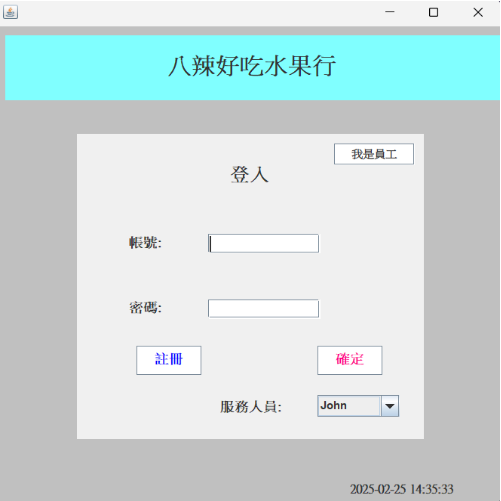 八辣好吃水果行
我是員工
登入
帳號:
密碼:
註冊 確定
服務人員: John
2025-02-25 14:35:33